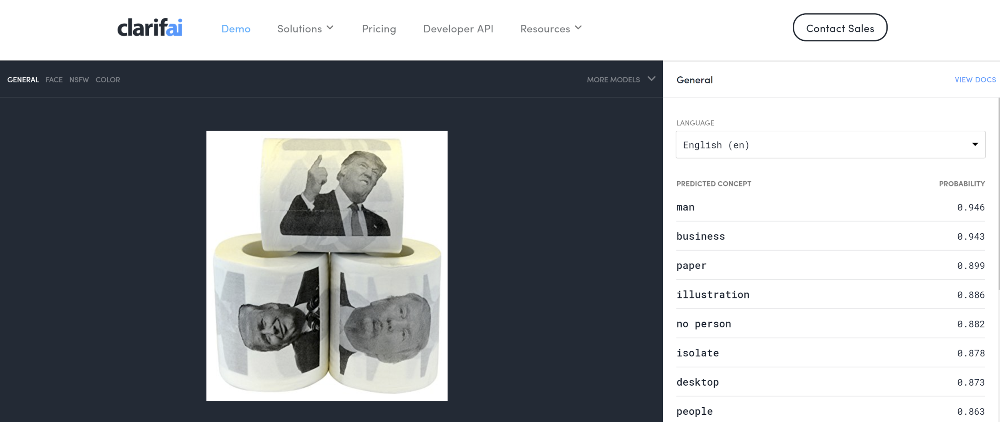 clarifai Demo Solutions Pricing Developer API Resources Contact Sales
GENERAL FACE NSFW COLOR MORE MODELS
General VIEW DOCS
LANGUAGE
English (en)
PREDICTED CONCEPT PROBABILITY
man 0.946
business 0.943
paper 0.899
illustration 0.886
no person 0.882
isolate 0.878
desktop 0.873
people 0.863